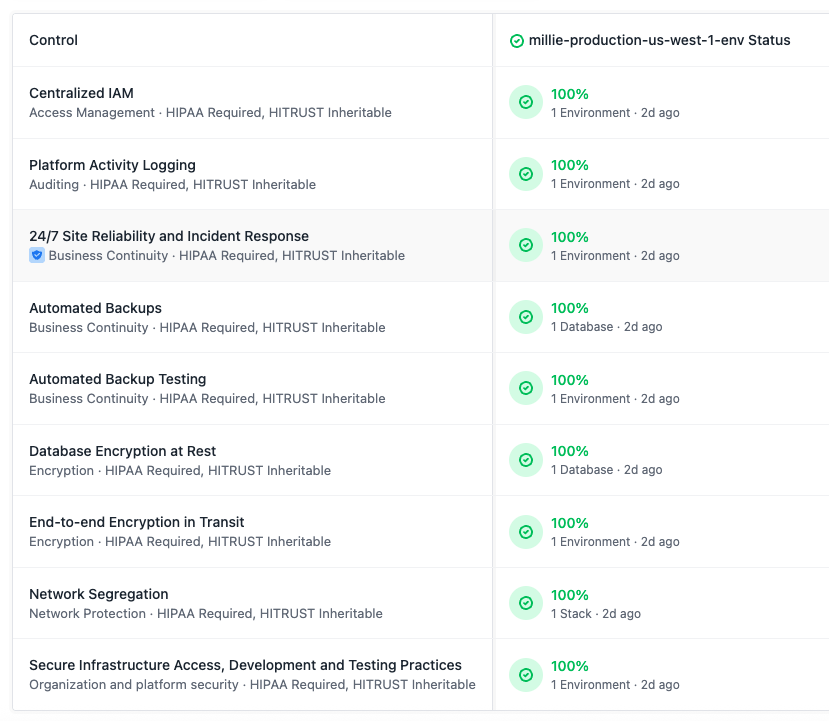 Control
millie-production-us-west-1-env Status
Centralized IAM
Access Management · HIPAA Required, HITRUST Inheritable
100%
1 Environment · 2d ago
Platform Activity Logging
Auditing · HIPAA Required, HITRUST Inheritable
100%
1 Environment · 2d ago
24/7 Site Reliability and Incident Response
Business Continuity · HIPAA Required, HITRUST Inheritable
100%
1 Environment · 2d ago
Automated Backups
Business Continuity · HIPAA Required, HITRUST Inheritable
100%
1 Database · 2d ago
Automated Backup Testing
Business Continuity · HIPAA Required, HITRUST Inheritable
100%
1 Environment · 2d ago
Database Encryption at Rest
Encryption · HIPAA Required, HITRUST Inheritable
100%
1 Database · 2d ago
End-to-end Encryption in Transit
Encryption · HIPAA Required, HITRUST Inheritable
100%
1 Environment · 2d ago
Network Segregation
Network Protection · HIPAA Required, HITRUST Inheritable
100%
1 Stack · 2d ago
Secure Infrastructure Access, Development and Testing Practices
Organization and platform security · HIPAA Required, HITRUST Inheritable
100%
1 Environment · 2d ago